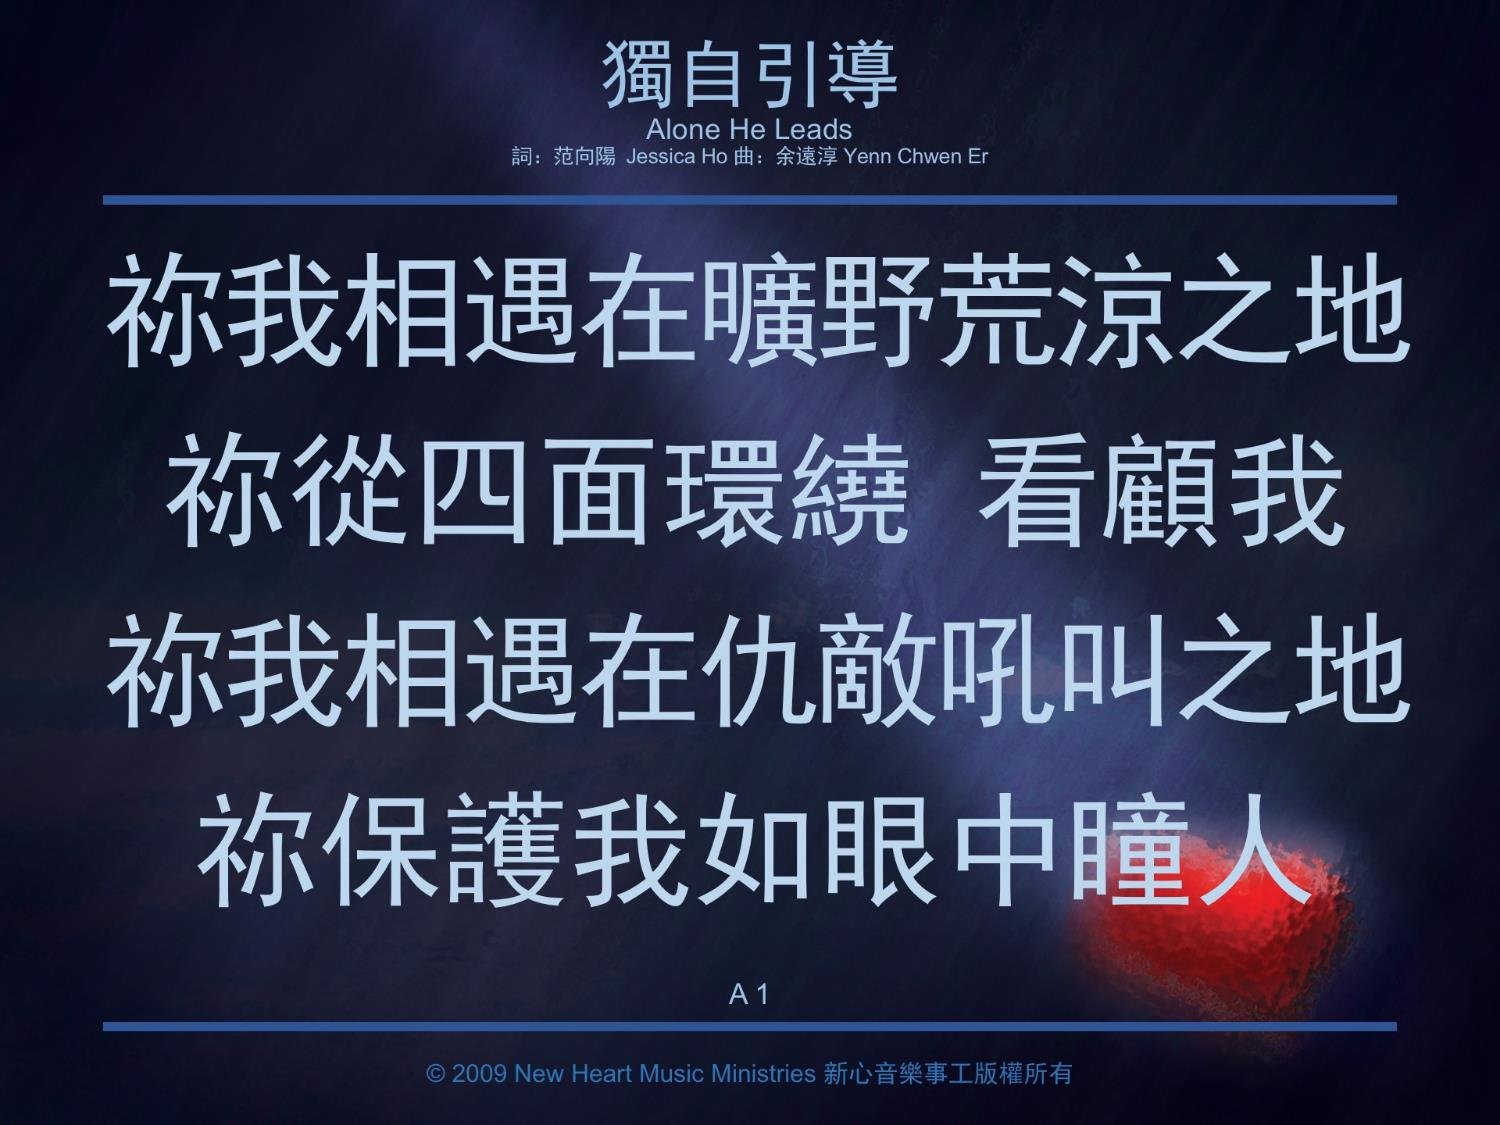 獨自引導
Alone He Leads
詞：范向陽 Jessica Ho 曲：余遠淳 Yenn Chwen Er
祢我相遇在曠野荒涼之地
祢從四面環繞 看顧我
祢我相遇在仇敵吼叫之地
祢保護我如眼中瞳人
A 1
© 2009 New Heart Music Ministries 新心音樂事工版權所有